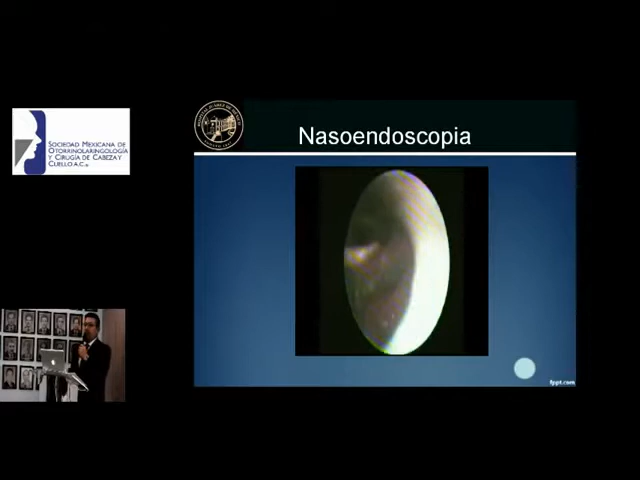 Nasoendoscopia
SOCIEDAD MEXICANA DE
OTORRINOLARINGOLOGÍA
Y CIRUGÍA DE CABEZA Y
CUELLO A.C.
fppt.com